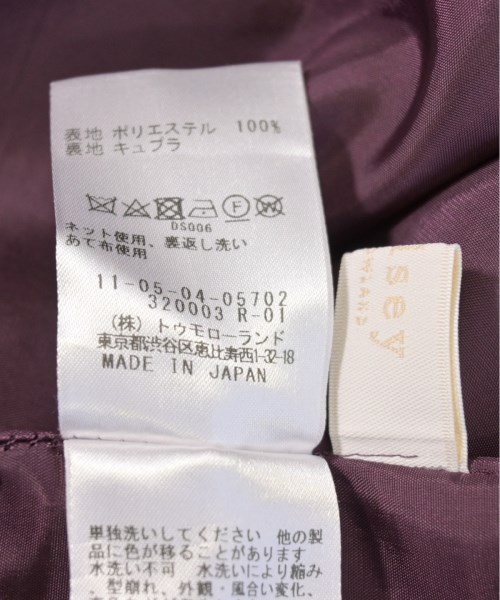 表地 ポリエステル 100%
裏地 キュプラ
DS006
ネット使用、裏返し洗い
あて布使用
11-05-04-05702
320003 R-01
(株) トゥモローランド
東京都渋谷区恵比寿西1-32-18
MADE IN JAPAN
sey
単独洗いしてください 他の製
品に色が移ることがあります
水洗い不可 水洗いにより縮み
、型崩れ、外観・風合い変化、